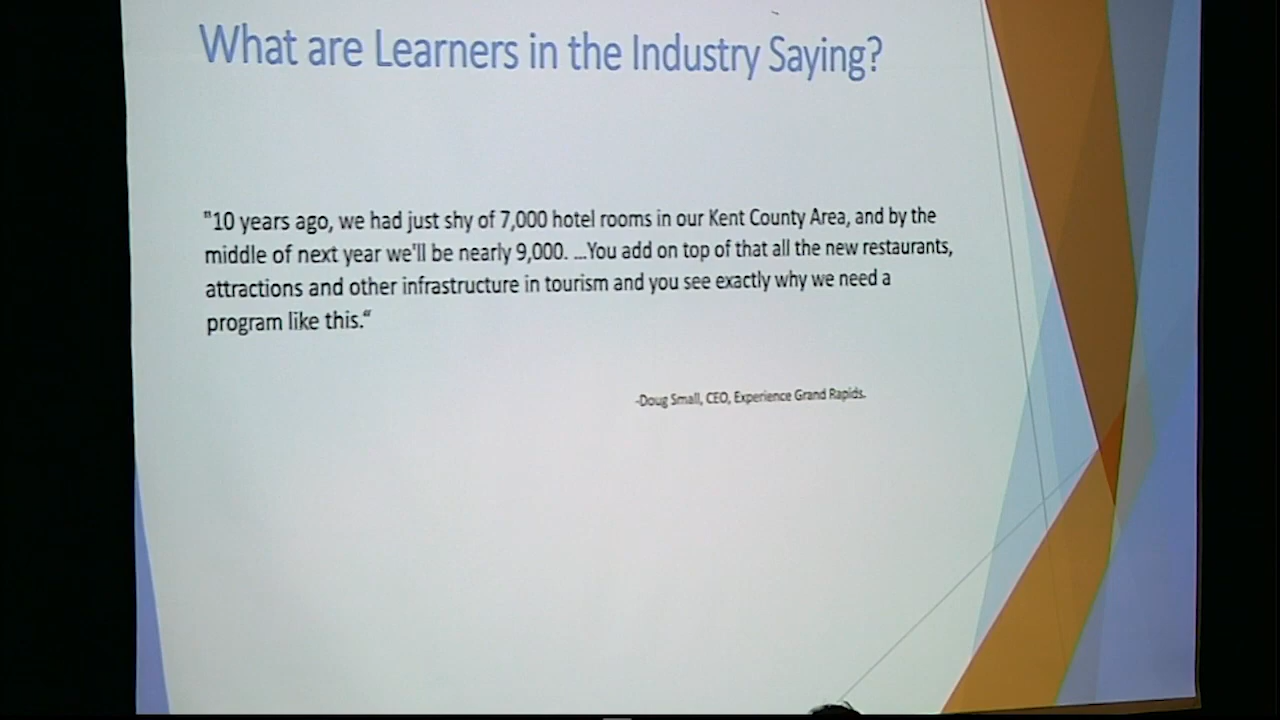 What are Learners in the Industry Saying?
"10 years ago, we had just shy of 7,000 hotel rooms in our Kent County Area, and by the
middle of next year we'll be nearly 9,000. ...You add on top of that all the new restaurants,
attractions and other infrastructure in tourism and you see exactly why we need a
program like this.“
-Doug Small, CEO, Experience Grand Rapids.